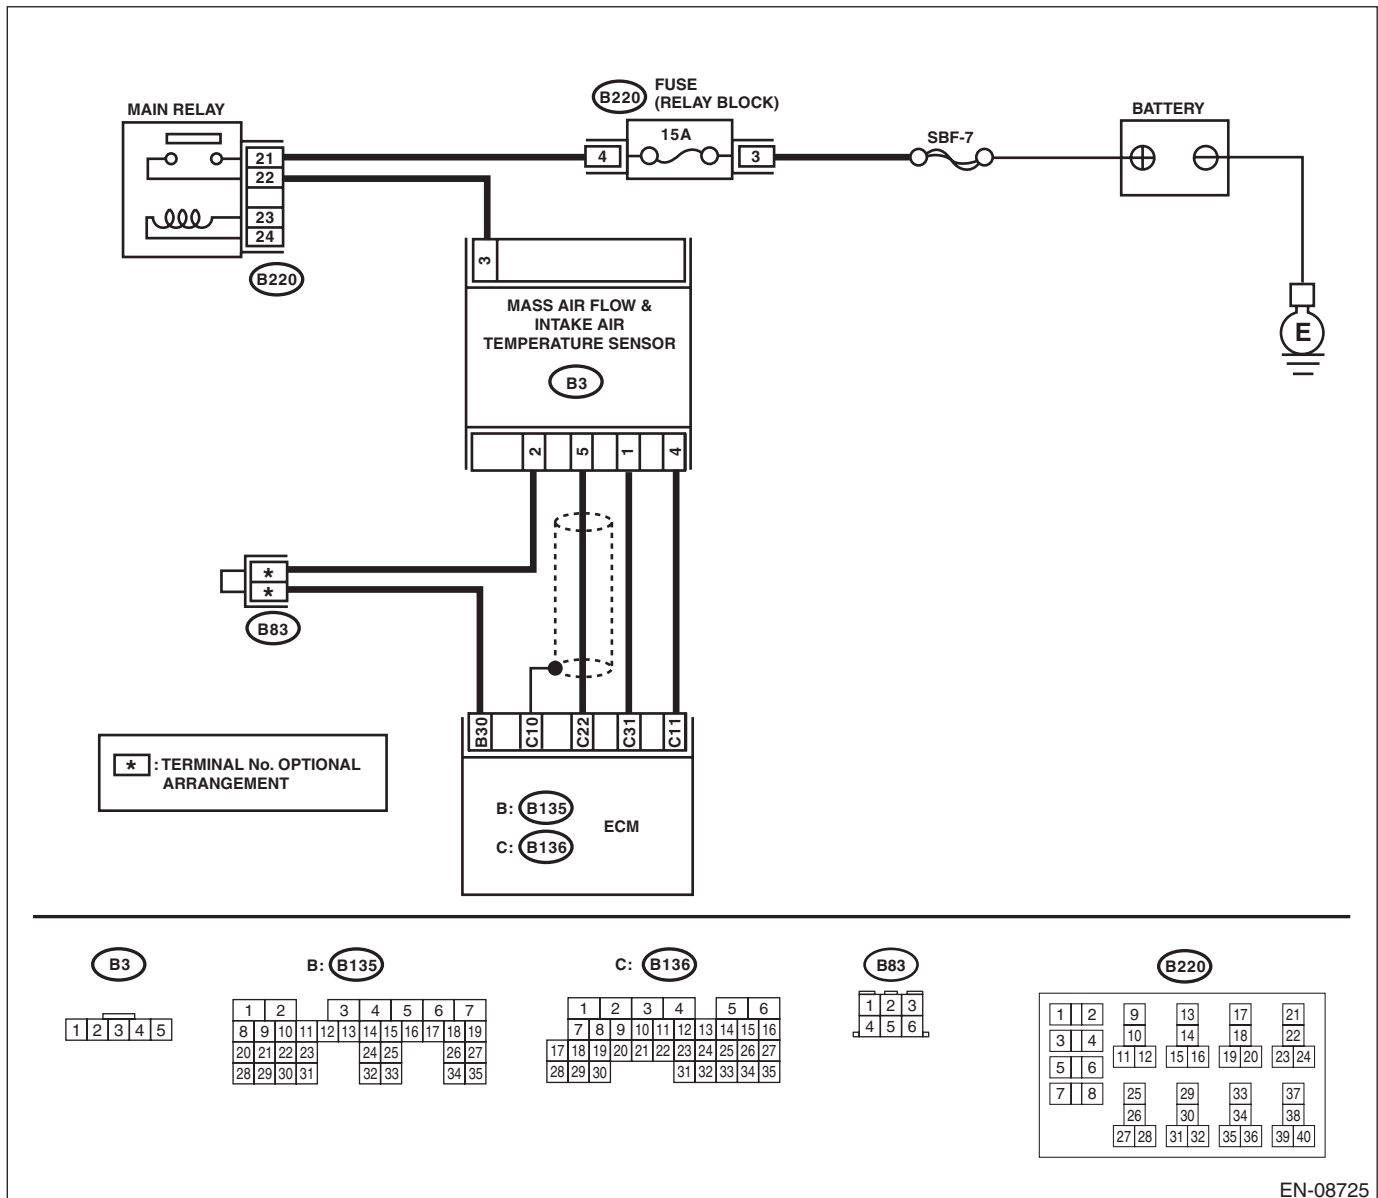 B220
FUSE
(RELAY BLOCK)
MAIN RELAY
15A
SBF-7
BATTERY
21
22
23
24
4
3
B220
3
MASS AIR FLOW &
INTAKE AIR
TEMPERATURE SENSOR
B3
E
2 5 1 4
*
*
B83
B30 C10 C22 C31 C11
* : TERMINAL No. OPTIONAL
ARRANGEMENT
B: B135
ECM
C: B136
B3
1 2 3 4 5
B: B135
1 2 3 4 5 6 7
8 9 10 11 12 13 14 15 16 17 18 19
20 21 22 23 24 25 26 27
28 29 30 31 32 33 34 35
C: B136
1 2 3 4 5 6
7 8 9 10 11 12 13 14 15 16
17 18 19 20 21 22 23 24 25 26 27
28 29 30 31 32 33 34 35
B83
1 2 3
4 5 6
B220
1 2
3 4
5 6
7 8
9
10
11 12
13
14
15 16
17
18
19 20
21
22
23 24
25
26
27 28
29
30
31 32
33
34
35 36
37
38
39 40
EN-08725